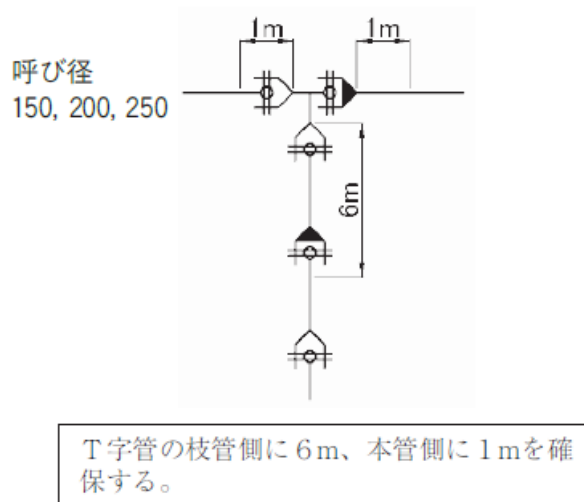 1m 1m
呼び径
150, 200, 250
6m
T字管の枝管側に6m、本管側に1mを確
保する。